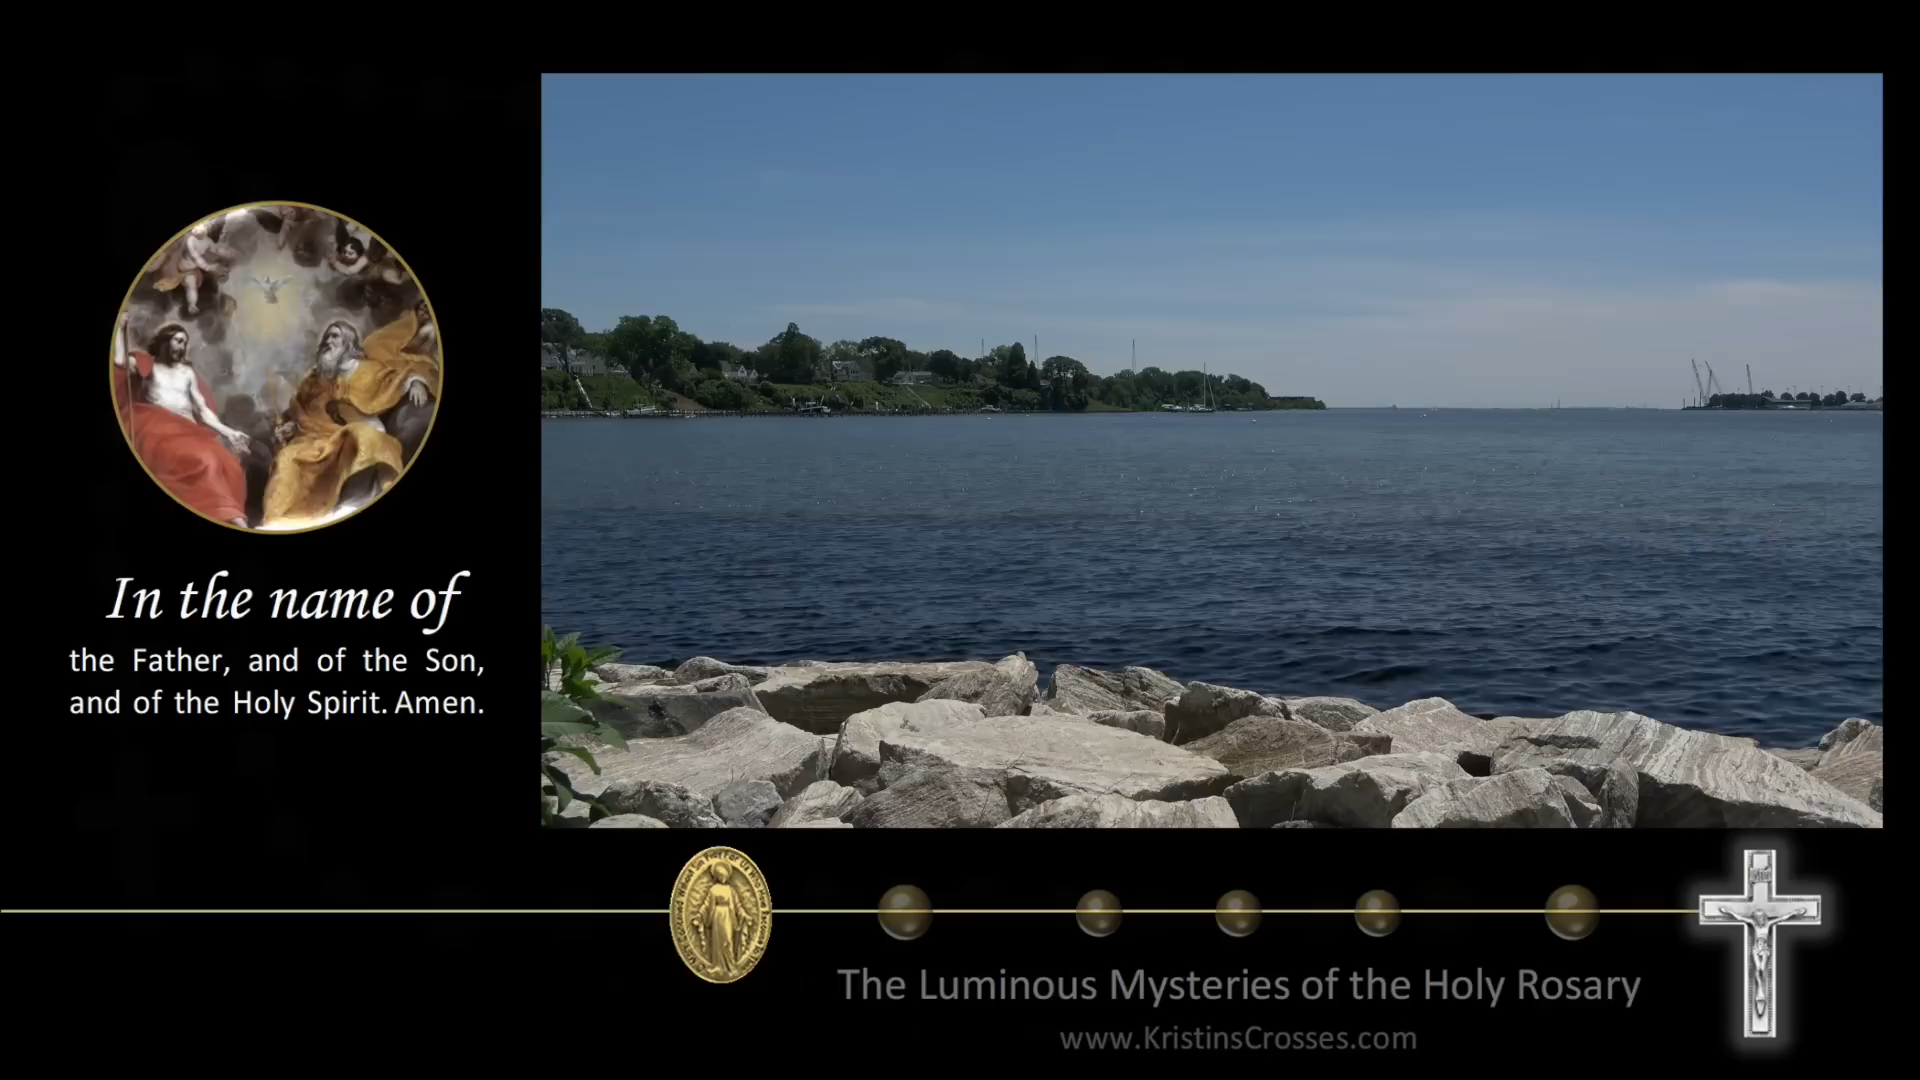 In the name of
the Father, and of the Son,
and of the Holy Spirit. Amen.
The Luminous Mysteries of the Holy Rosary
www.KristinsCrosses.com